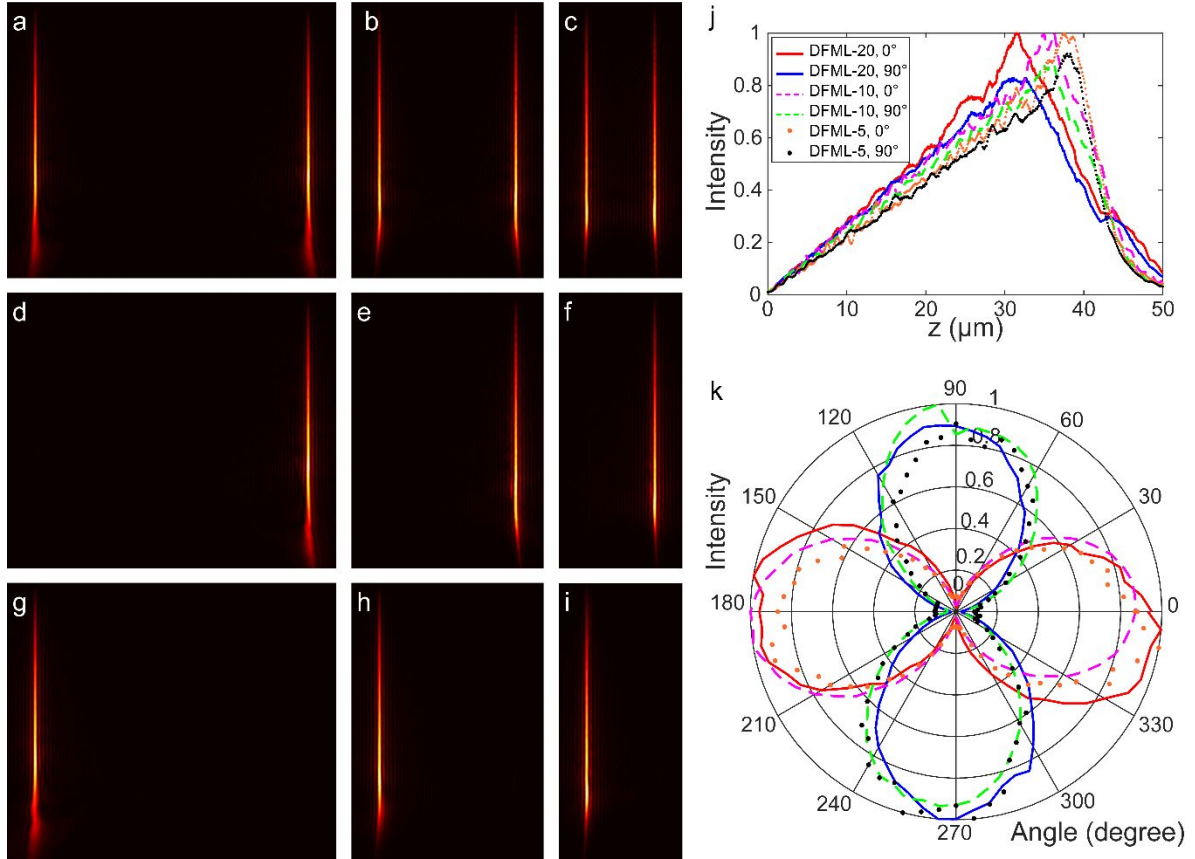 a
b
c
d
e
f
g
h
i
j
DFML-20, 0°
DFML-20, 90°
DFML-10, 0°
DFML-10, 90°
DFML-5, 0°
DFML-5, 90°
Intensity
1
0.8
0.6
0.4
0.2
0
0 10 20 30 40 50
z (μm)
k
90
120 1 60
0.8
150 0.6 30
0.4
0.2
0
180 0
210 330
240 300
270
Intensity
Angle (degree)